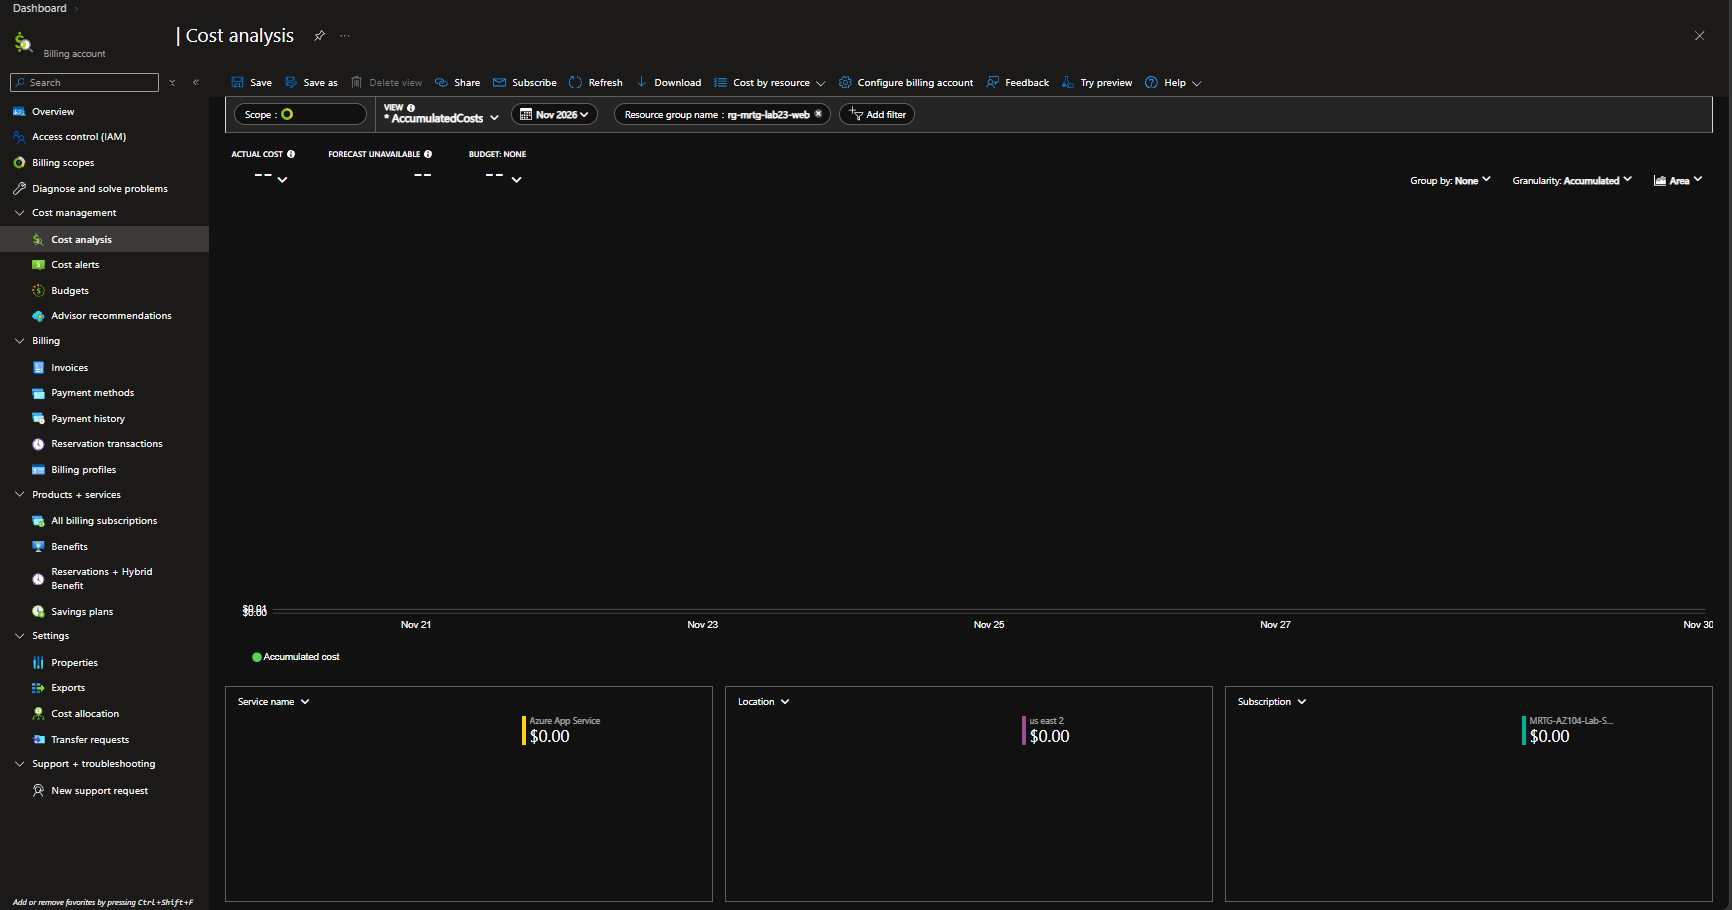 Dashboard
| Cost analysis
Billing account
Search
Save
Save as
Delete view
Share
Subscribe
Refresh
Download
Cost by resource
Configure billing account
Feedback
Try preview
Help
Overview
Access control (IAM)
Billing scopes
Diagnose and solve problems
Cost management
Cost analysis
Cost alerts
Budgets
Advisor recommendations
Billing
Invoices
Payment methods
Payment history
Reservation transactions
Billing profiles
Products + services
All billing subscriptions
Benefits
Reservations + Hybrid
Benefit
Savings plans
Settings
Properties
Exports
Cost allocation
Transfer requests
Support + troubleshooting
New support request
Add or remove favorites by pressing Ctrl+Shift+F
Scope :
VIEW
* AccumulatedCosts
Nov 2026
Resource group name : rg-mrtg-lab23-web
Add filter
ACTUAL COST
--
FORECAST UNAVAILABLE
--
BUDGET: NONE
--
Group by: None
Granularity: Accumulated
Area
$0.01
$0.00
Nov 21
Nov 23
Nov 25
Nov 27
Nov 30
Accumulated cost
Service name
Azure App Service
$0.00
Location
us east 2
$0.00
Subscription
MRTG-AZ104-Lab-S...
$0.00